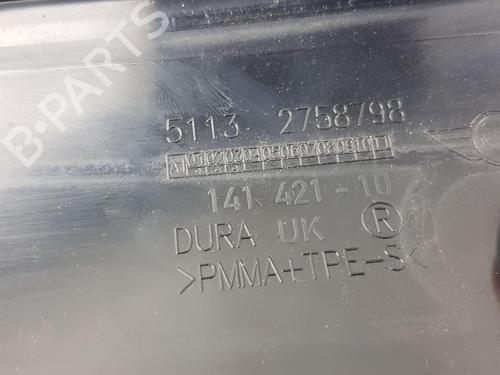 B-PARTS
5113 2758798
A 01 02 03 04 05 06 07 08 09 10 11
141 421-10
DURA UK ®
>PMMA+TPE-S<